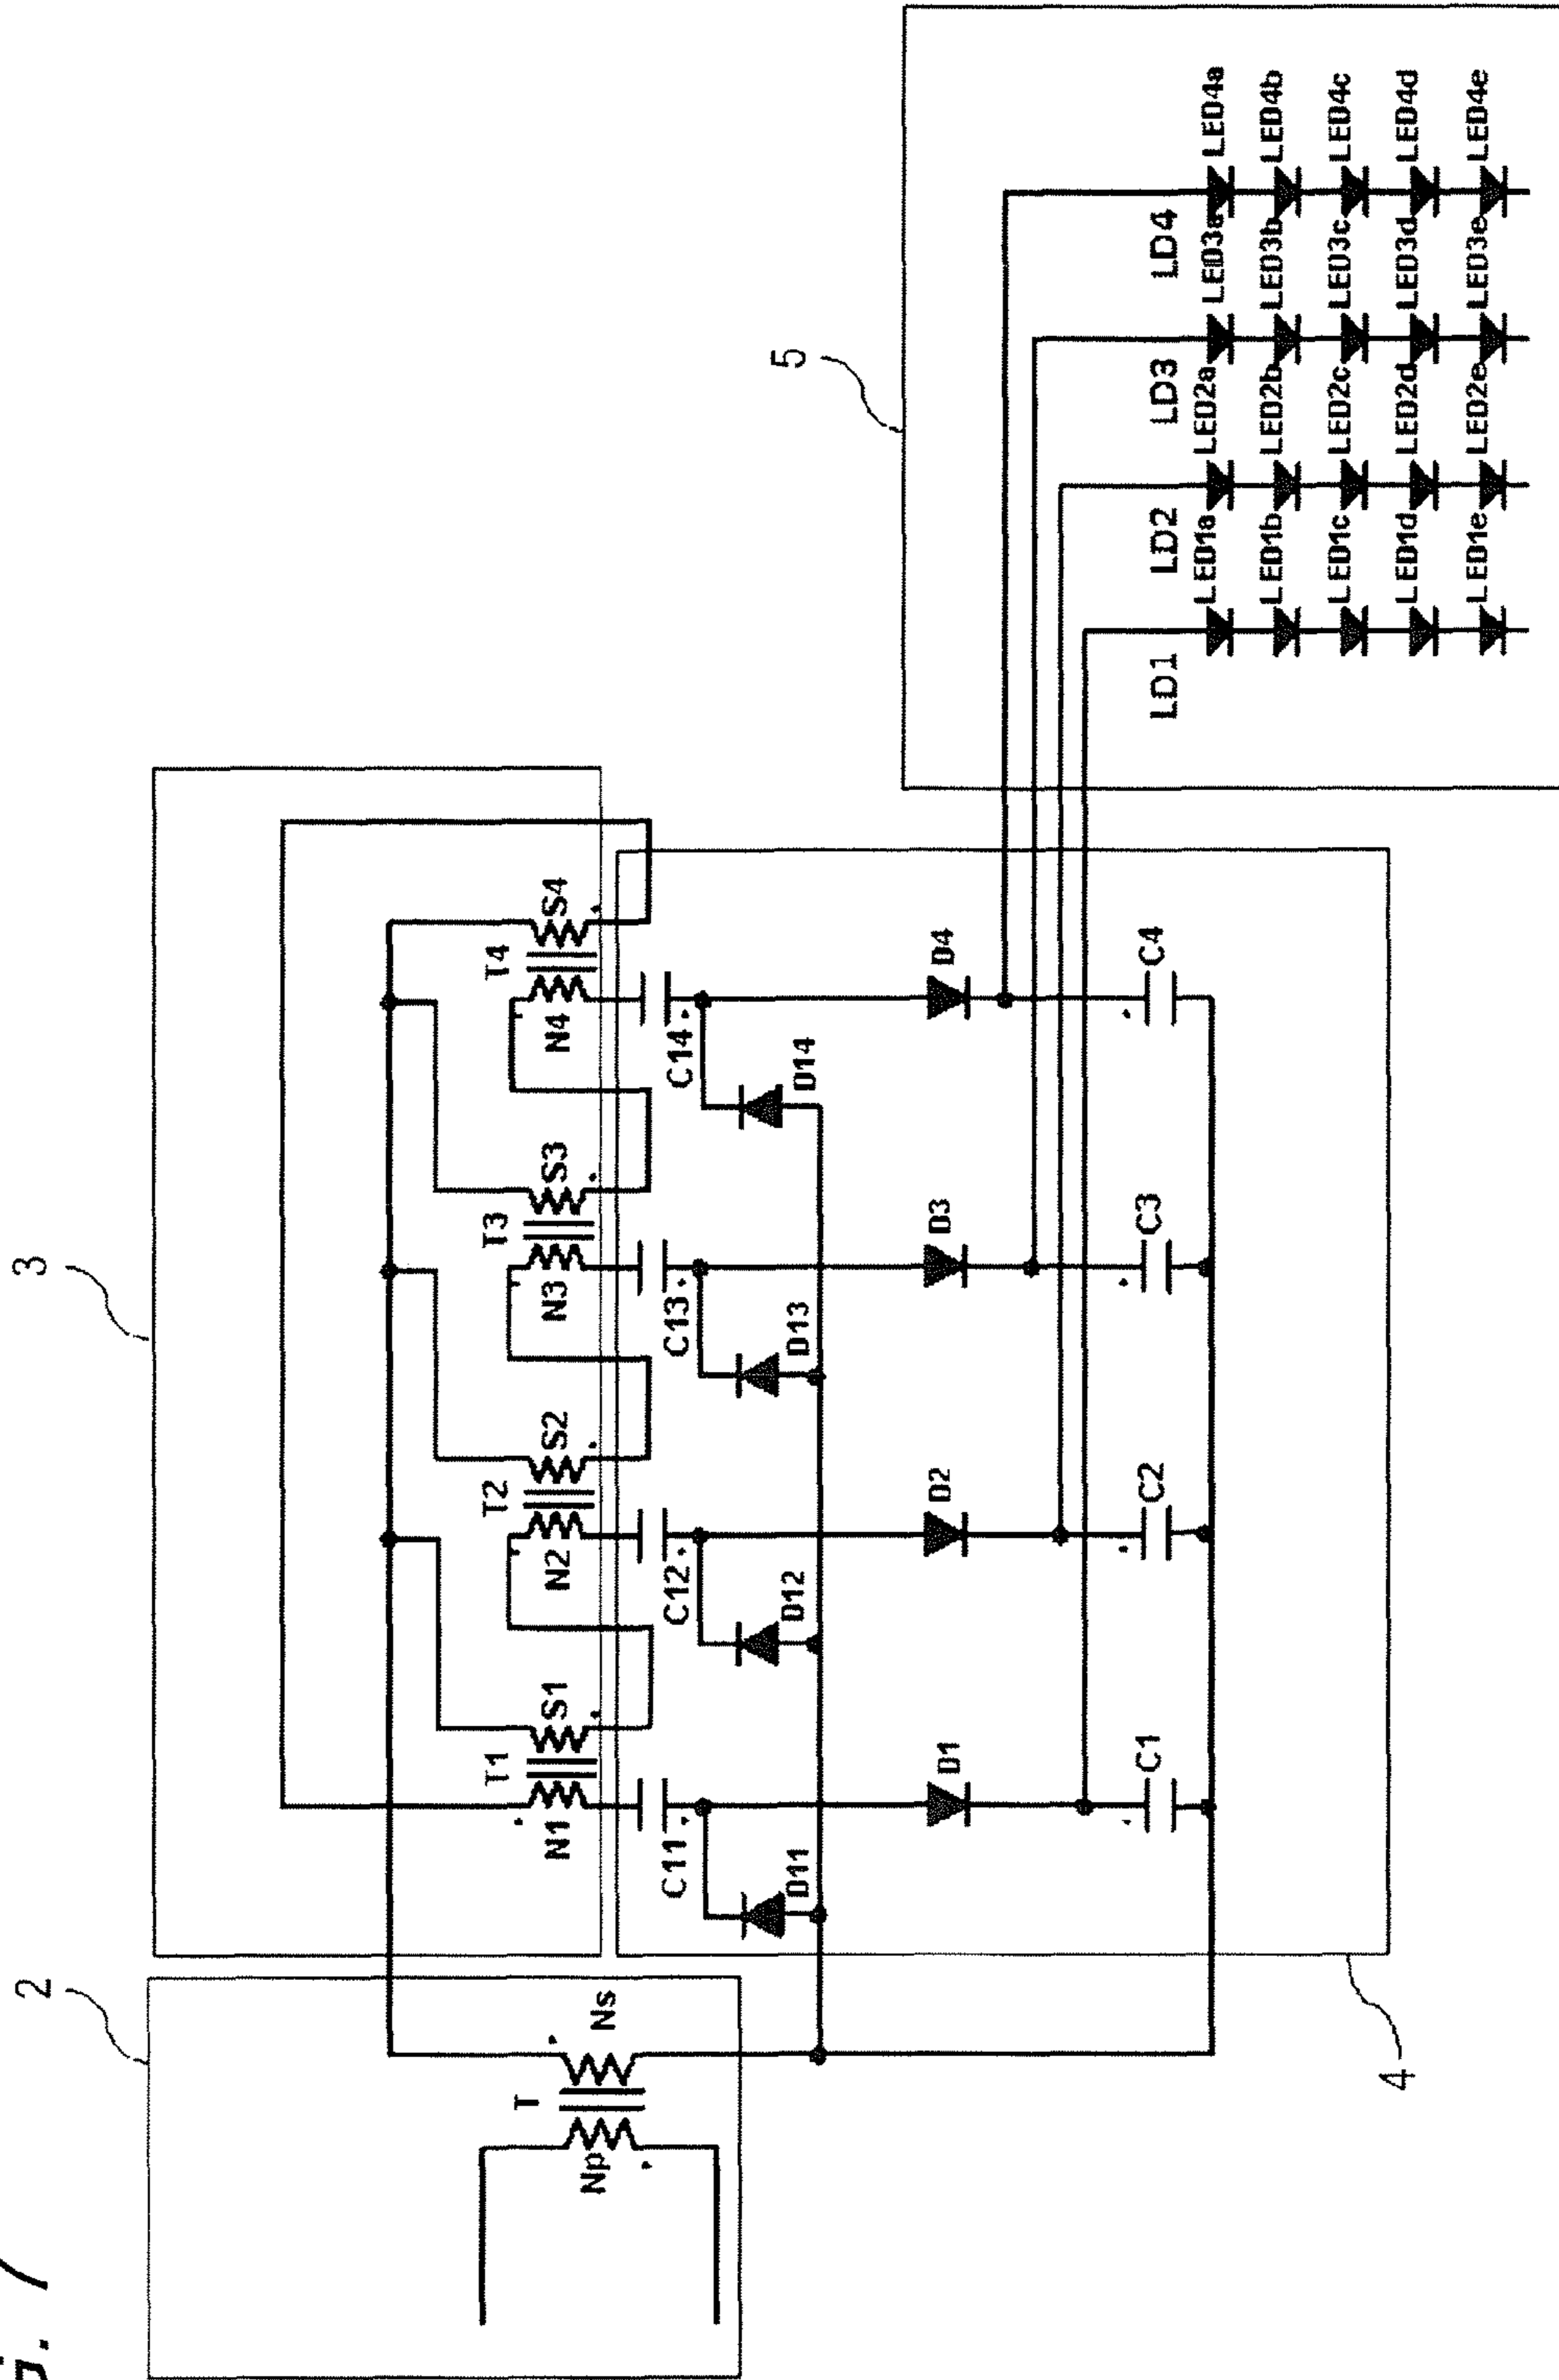 G. 7
2
3
T
T1
T2
T3
T4
N1 S1 N2 S2 N3 S3 N4 S4
Np Ns
C11 C12 C13 C14
5
D11 D12 D13 D14
D1 D2 D3 D4
C1 C2 C3 C4
LD1 LD2 LD3 LD4
LED1a LED2a LED3a LED4a
LED1b LED2b LED3b LED4b
LED1c LED2c LED3c LED4c
4
LED1d LED2d LED3d LED4d
LED1e LED2e LED3e LED4e